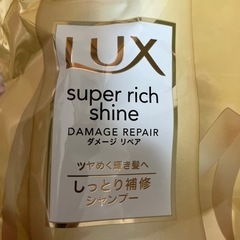 LUX
super rich
shine
DAMAGE REPAIR
ダメージ リペア
ツヤめく輝き髪へ
しっとり補修
シャンプー